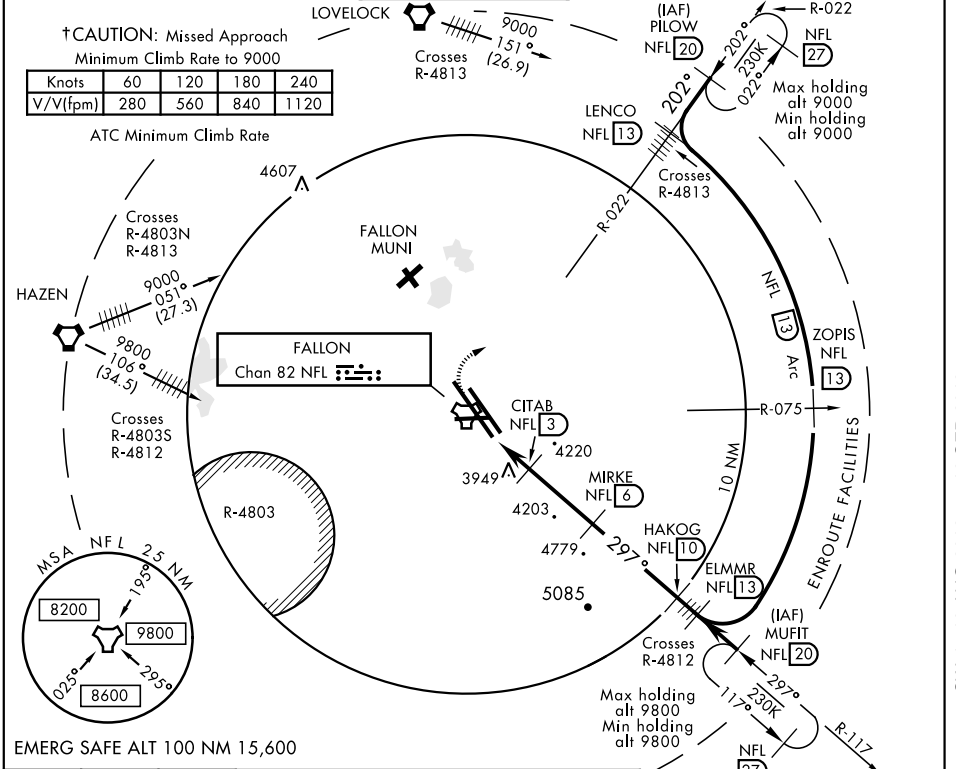 †CAUTION: Missed Approach
Minimum Climb Rate to 9000
Knots 60 120 180 240
V/V(fpm) 280 560 840 1120
ATC Minimum Climb Rate
LOVELOCK
9000
151°
(26.9)
Crosses
R-4813
(IAF)
PILOW
NFL 20
R-022
202°
230K
022°
NFL
27
Max holding
alt 9000
Min holding
alt 9000
202°
LENCO
NFL 13
Crosses
R-4813
R-022
4607
Crosses
R-4803N
R-4813
FALLON
MUNI
HAZEN
9000
051°
(27.3)
9800
106°
(34.5)
Crosses
R-4803S
R-4812
FALLON
Chan 82 NFL
NFL
13
Arc
ZOPIS
NFL
13
R-075
CITAB
NFL 3
4220
3949
10 NM
MIRKE
NFL 6
4203
4779
297°
HAKOG
NFL 10
ELMMR
NFL 13
5085
ENROUTE FACILITIES
R-4803
MSA NFL 25 NM
195°
8200
9800
025°
295°
8600
Crosses
R-4812
(IAF)
MUFIT
NFL 20
297°
230K
117°
Max holding
alt 9800
Min holding
alt 9800
R-117
NFL
27
EMERG SAFE ALT 100 NM 15,600